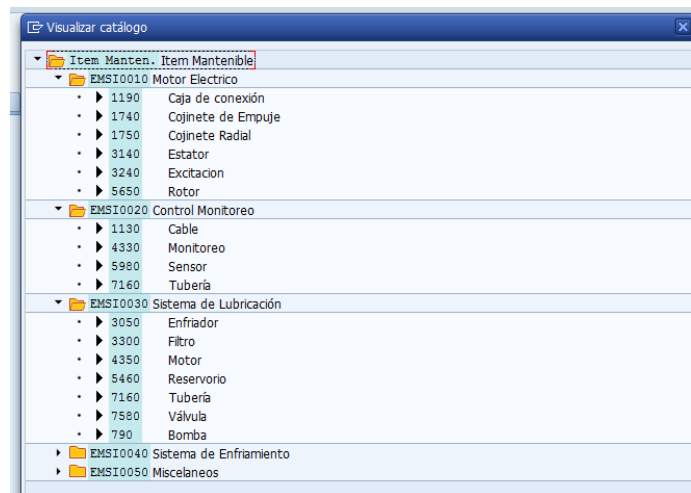 Visualizar catálogo
Item Manten. Item Mantenible
EMSI0010 Motor Electrico
1190 Caja de conexión
1740 Cojinete de Empuje
1750 Cojinete Radial
3140 Estator
3240 Excitacion
5650 Rotor
EMSI0020 Control Monitoreo
1130 Cable
4330 Monitoreo
5980 Sensor
7160 Tubería
EMSI0030 Sistema de Lubricación
3050 Enfriador
3300 Filtro
4350 Motor
5460 Reservorio
7160 Tubería
7580 Válvula
790 Bomba
EMSI0040 Sistema de Enfriamiento
EMSI0050 Miscelaneos